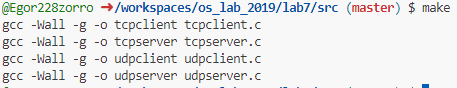 @Egor228zorro ➜/workspaces/os_lab_2019/lab7/src (master) $ make
gcc -Wall -g -o tcpclient tcpclient.c
gcc -Wall -g -o tcpserver tcpserver.c
gcc -Wall -g -o udpclient udpclient.c
gcc -Wall -g -o udpserver udpserver.c